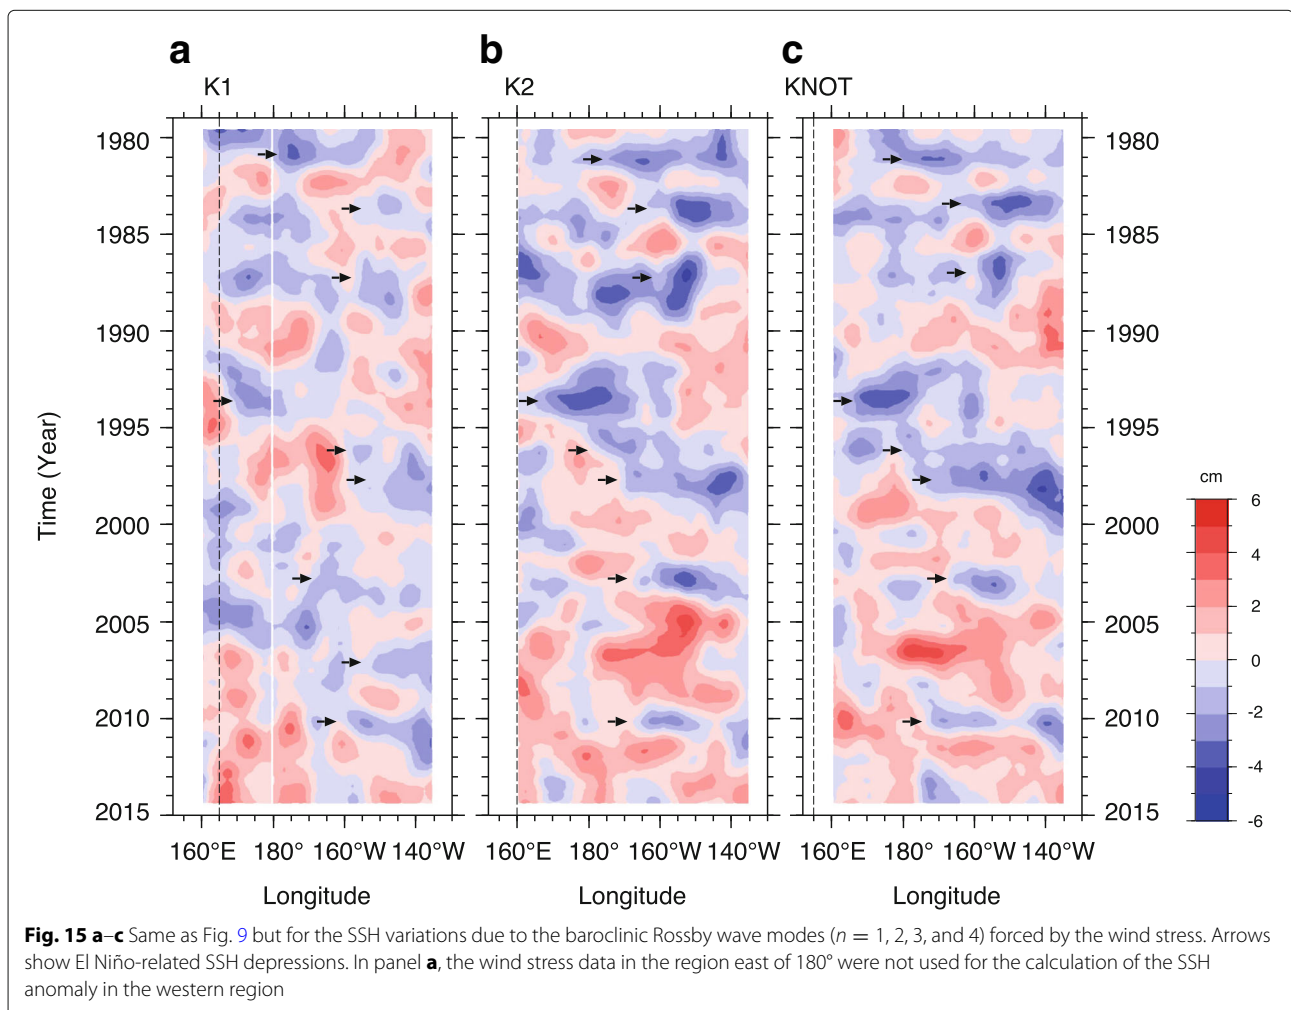 a b c
K1 K2 KNOT
1980 1980
1985 1985
1990 1990
1995 1995
2000 2000
2005 2005
2010 2010
2015 2015
Time (Year)
cm
6
4
2
0
-2
-4
-6
160°E 180° 160°W 140°W 160°E 180° 160°W 140°W 160°E 180° 160°W 140°W
Longitude Longitude Longitude
Fig. 15 a–c Same as Fig. 9 but for the SSH variations due to the baroclinic Rossby wave modes (n = 1, 2, 3, and 4) forced by the wind stress. Arrows
show El Niño-related SSH depressions. In panel a, the wind stress data in the region east of 180° were not used for the calculation of the SSH
anomaly in the western region